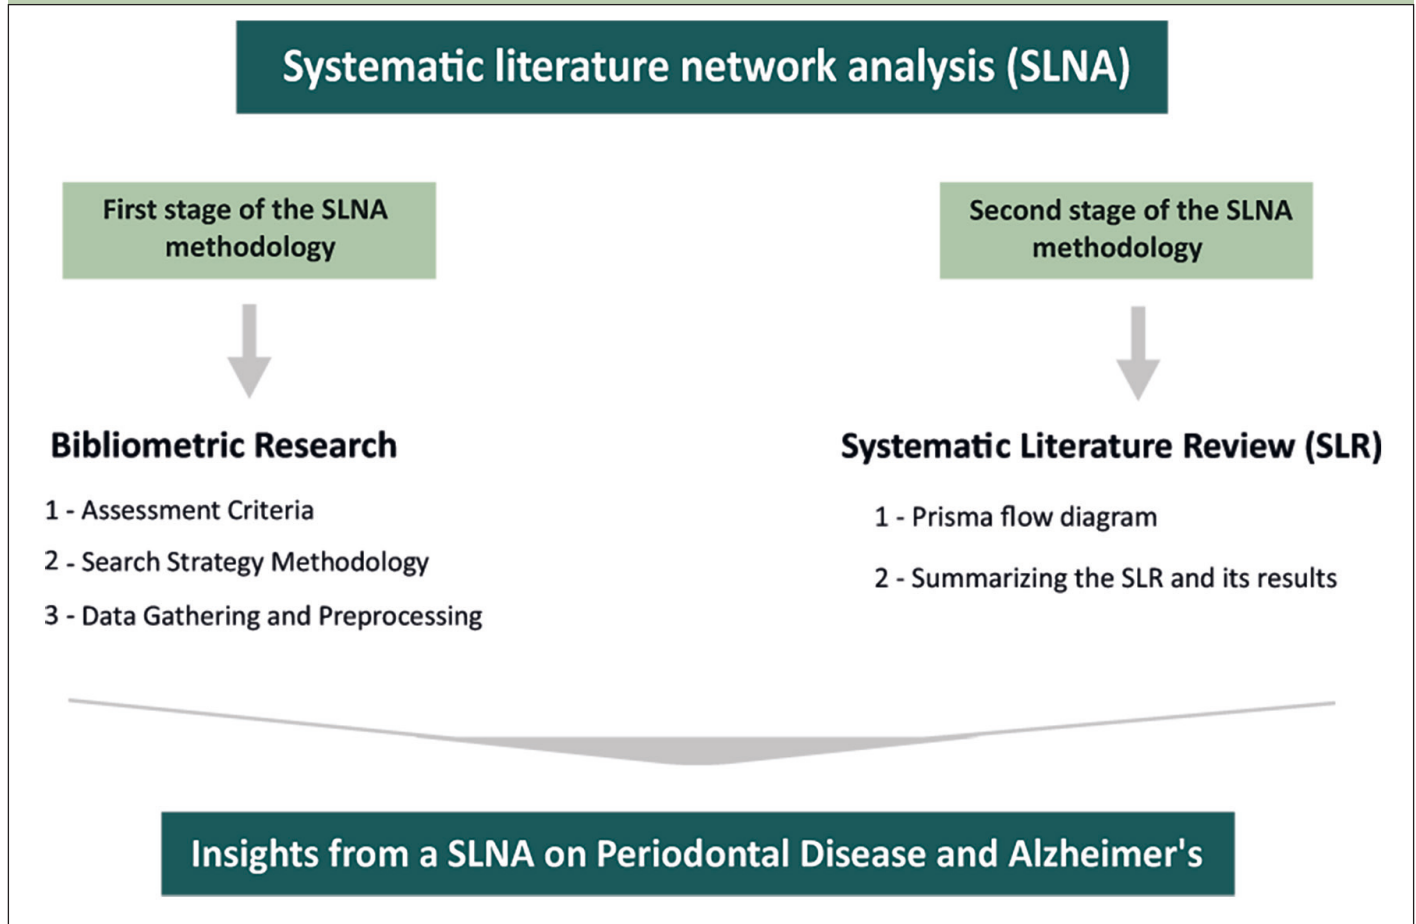 Systematic literature network analysis (SLNA)
First stage of the SLNA
methodology
Bibliometric Research
1 - Assessment Criteria
2 - Search Strategy Methodology
3 - Data Gathering and Preprocessing
Second stage of the SLNA
methodology
Systematic Literature Review (SLR)
1 - Prisma flow diagram
2 - Summarizing the SLR and its results
Insights from a SLNA on Periodontal Disease and Alzheimer's